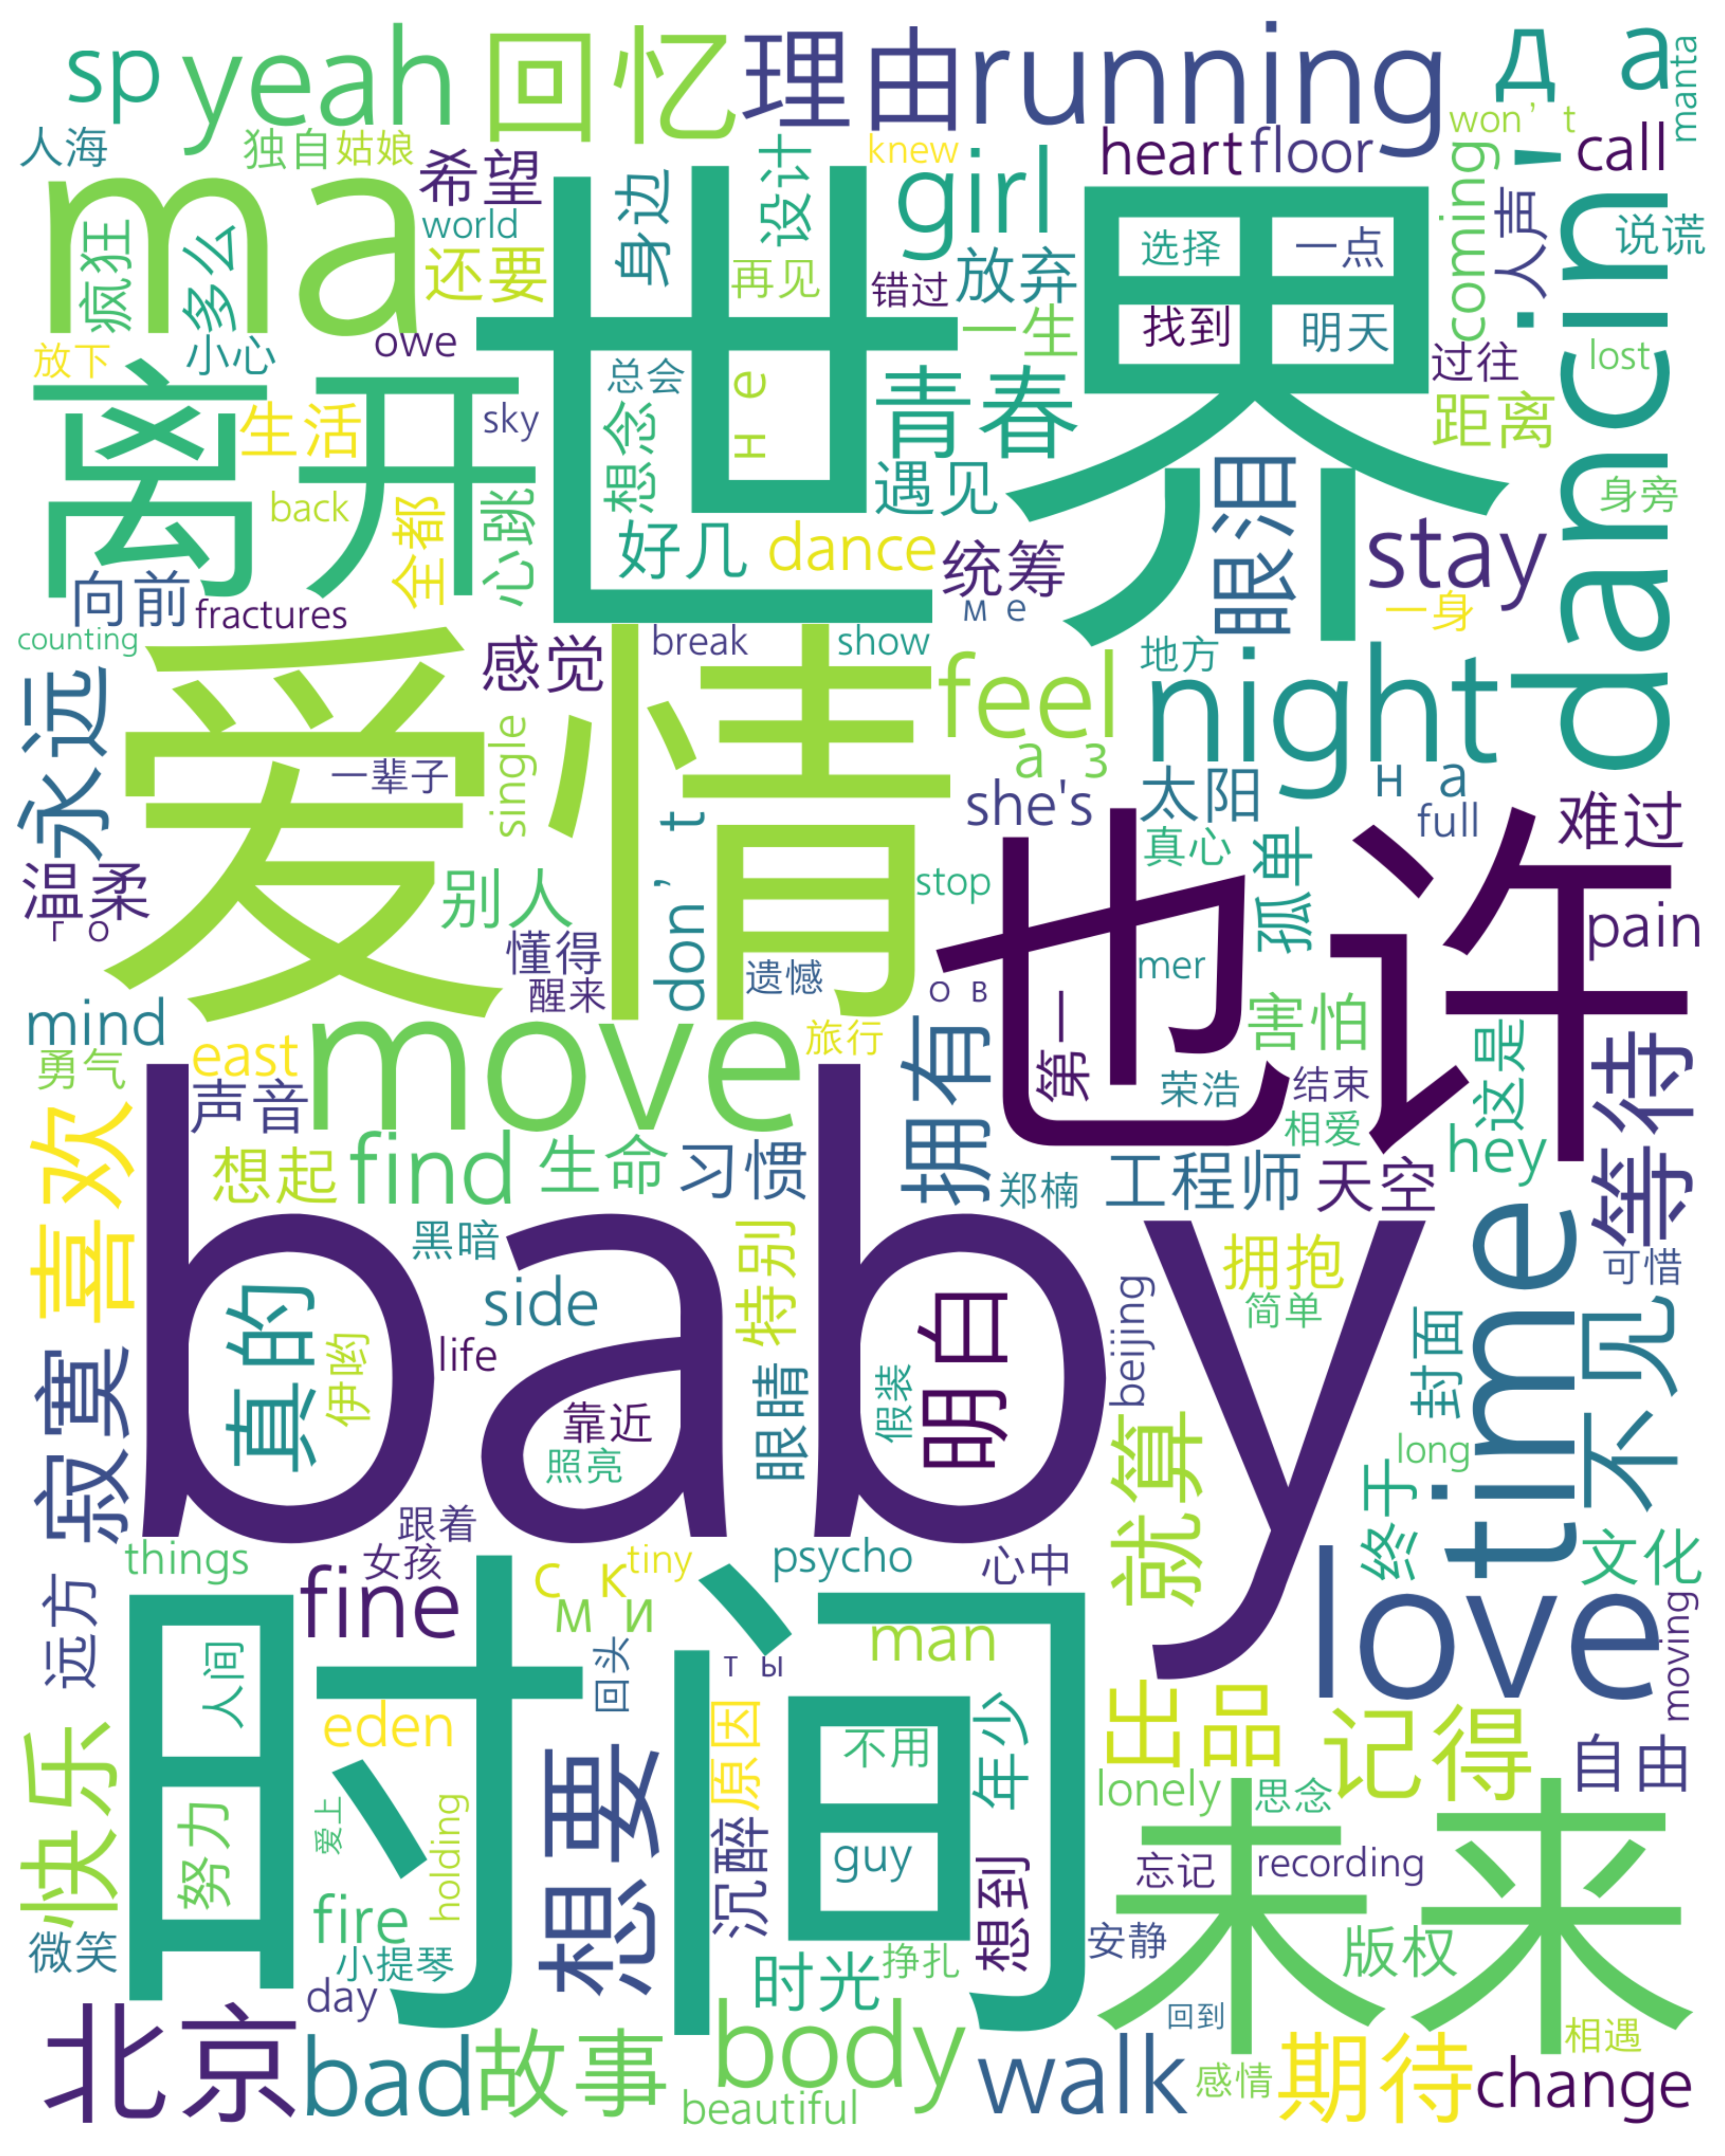 sp
yeah
回忆
理由
running
Д
а
manta
人海
独自
姑娘
希望
knew
girl
heart
floor
won’t
call
ma
世界
dancin'
疯狂
多么
world
还要
身边
设计
再见
错过
放弃
选择
一点
coming
人声
说谎
放下
小心
owe
一生
找到
明天
过往
lost
离开
生活
sky
总会
не
青春
距离
back
全都
心跳
想念
遇见
眼泪
身旁
向前
fractures
好几
dance
统筹
ме
stay
一身
counting
爱情
感觉
break
show
feel
地方
night
永远
一辈子
single
аз
太阳
на
温柔
го
别人
don’t
she's
真心
孤单
full
难过
懂得
醒来
遗憾
stop
ов
也许
mer
pain
mind
勇气
east
声音
move
旅行
拥有
第一
害怕
荣浩
结束
相爱
这是
等待
喜欢
想起
find
生命
习惯
郑楠
工程师
天空
hey
baby
黑暗
side
特别
明白
拥抱
简单
beijing
time
可惜
不见
寂寞
真的
伊哟
life
靠近
照亮
眼睛
假装
就算
封面
long
终于
跟着
things
女孩
fine
ск
ми
tiny
psycho
心中
love
文化
远方
时间
人间
eden
回头
ты
man
moving
快乐
努力
爱上
holding
想要
原因
不用
年少
出品
记得
自由
微笑
fire
小提琴
沉醉
guy
想到
lonely
思念
未来
忘记
recording
安静
版权
北京
day
时光
挣扎
回到
相遇
bad
故事
body
beautiful
walk
感情
期待
change